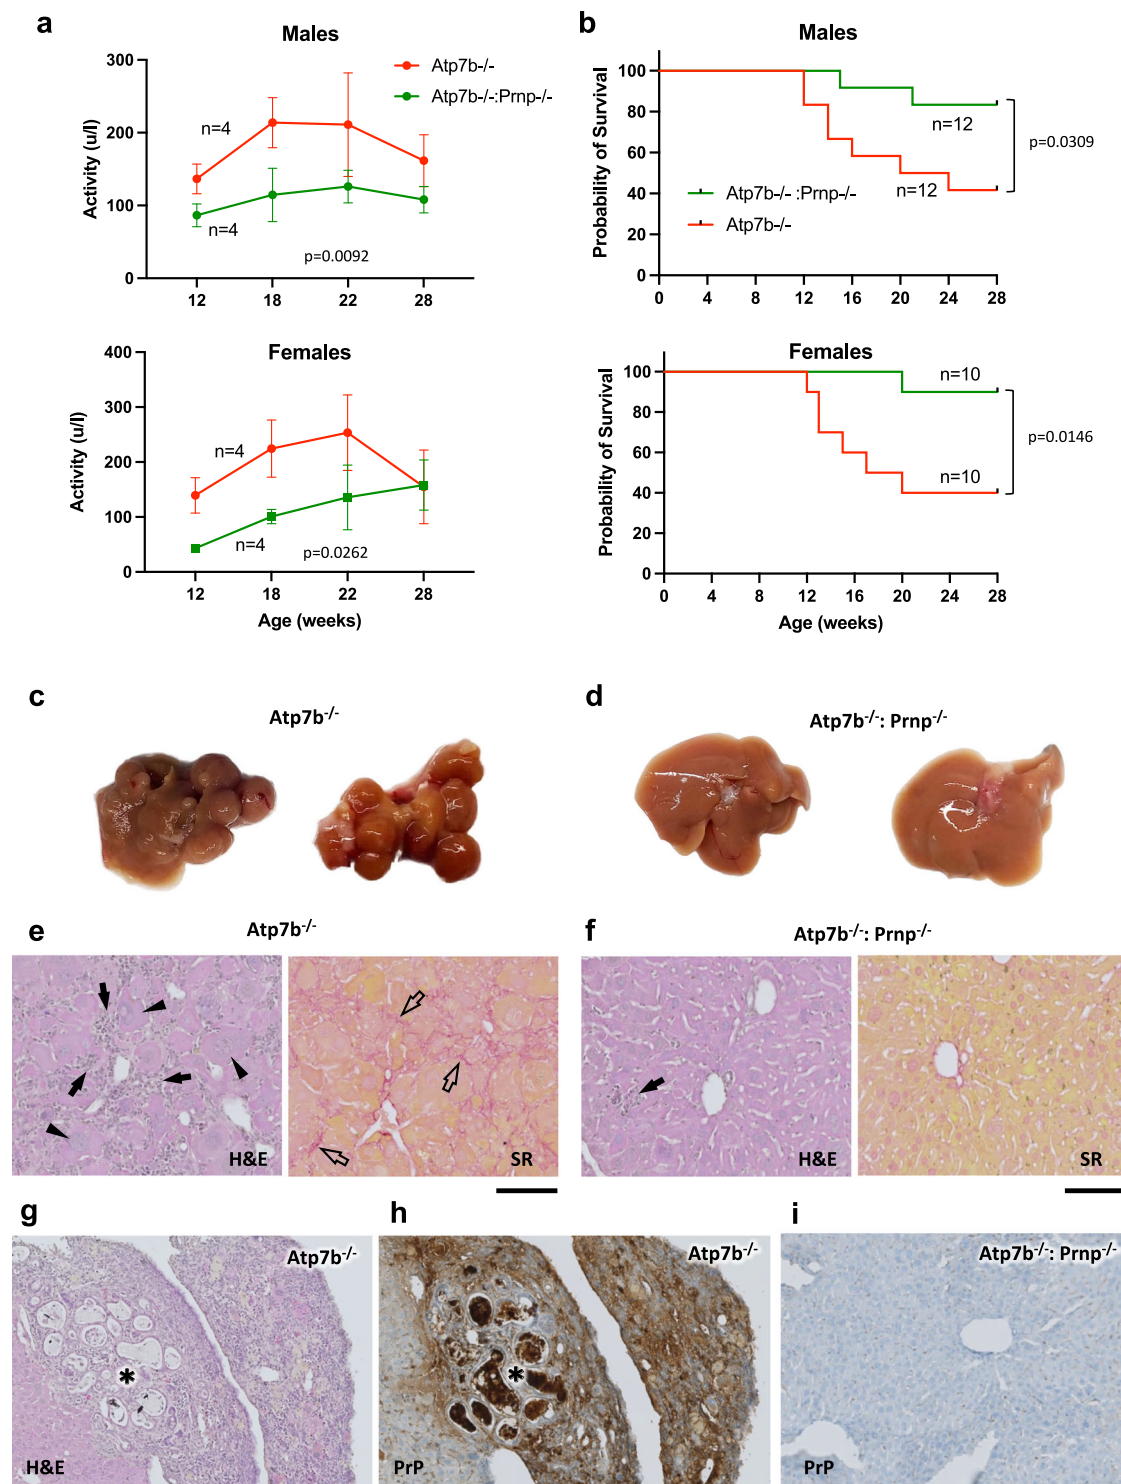 a
Males
Activity (u/l)
300
200
100
0
12 18 22 28
Atp7b-/-
Atp7b-/-:Prnp-/-
n=4
n=4
p=0.0092
Females
Activity (u/l)
400
300
200
100
0
n=4
n=4
p=0.0262
12 18 22 28
Age (weeks)
b
Males
Probability of Survival
100
80
60
40
20
0
n=12
n=12
p=0.0309
Atp7b-/- :Prnp-/-
Atp7b-/-
0 4 8 12 16 20 24 28
Females
Probability of Survival
100
80
60
40
20
0
n=10
n=10
p=0.0146
0 4 8 12 16 20 24 28
Age (weeks)
c
Atp7b-/-
d
Atp7b-/-: Prnp-/-
e
Atp7b-/-
H&E
SR
f
Atp7b-/-: Prnp-/-
H&E
SR
g
Atp7b-/-
*
H&E
h
Atp7b-/-
*
PrP
i
Atp7b-/-: Prnp-/-
PrP